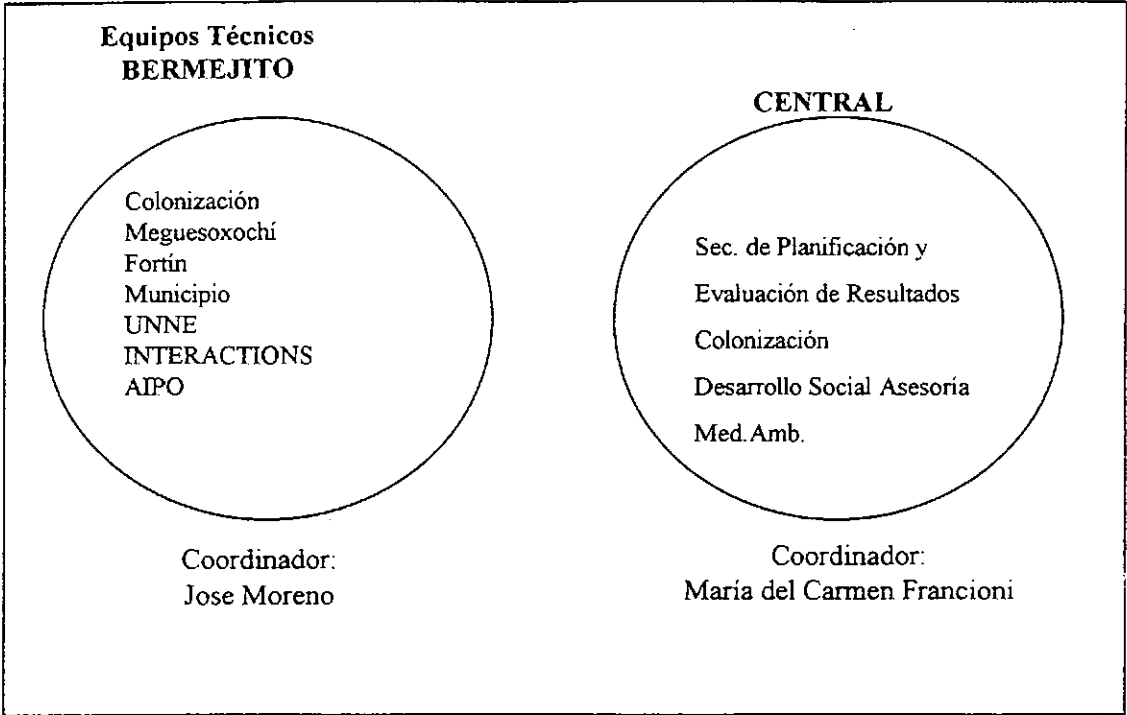 Equipos Técnicos
BERMEJITO
Colonización
Meguesoxochí
Fortín
Municipio
UNNE
INTERACTIONS
AIPO
Coordinador:
Jose Moreno
CENTRAL
Sec. de Planificación y
Evaluación de Resultados
Colonización
Desarrollo Social Asesoría
Med.Amb.
Coordinador:
María del Carmen Francioni